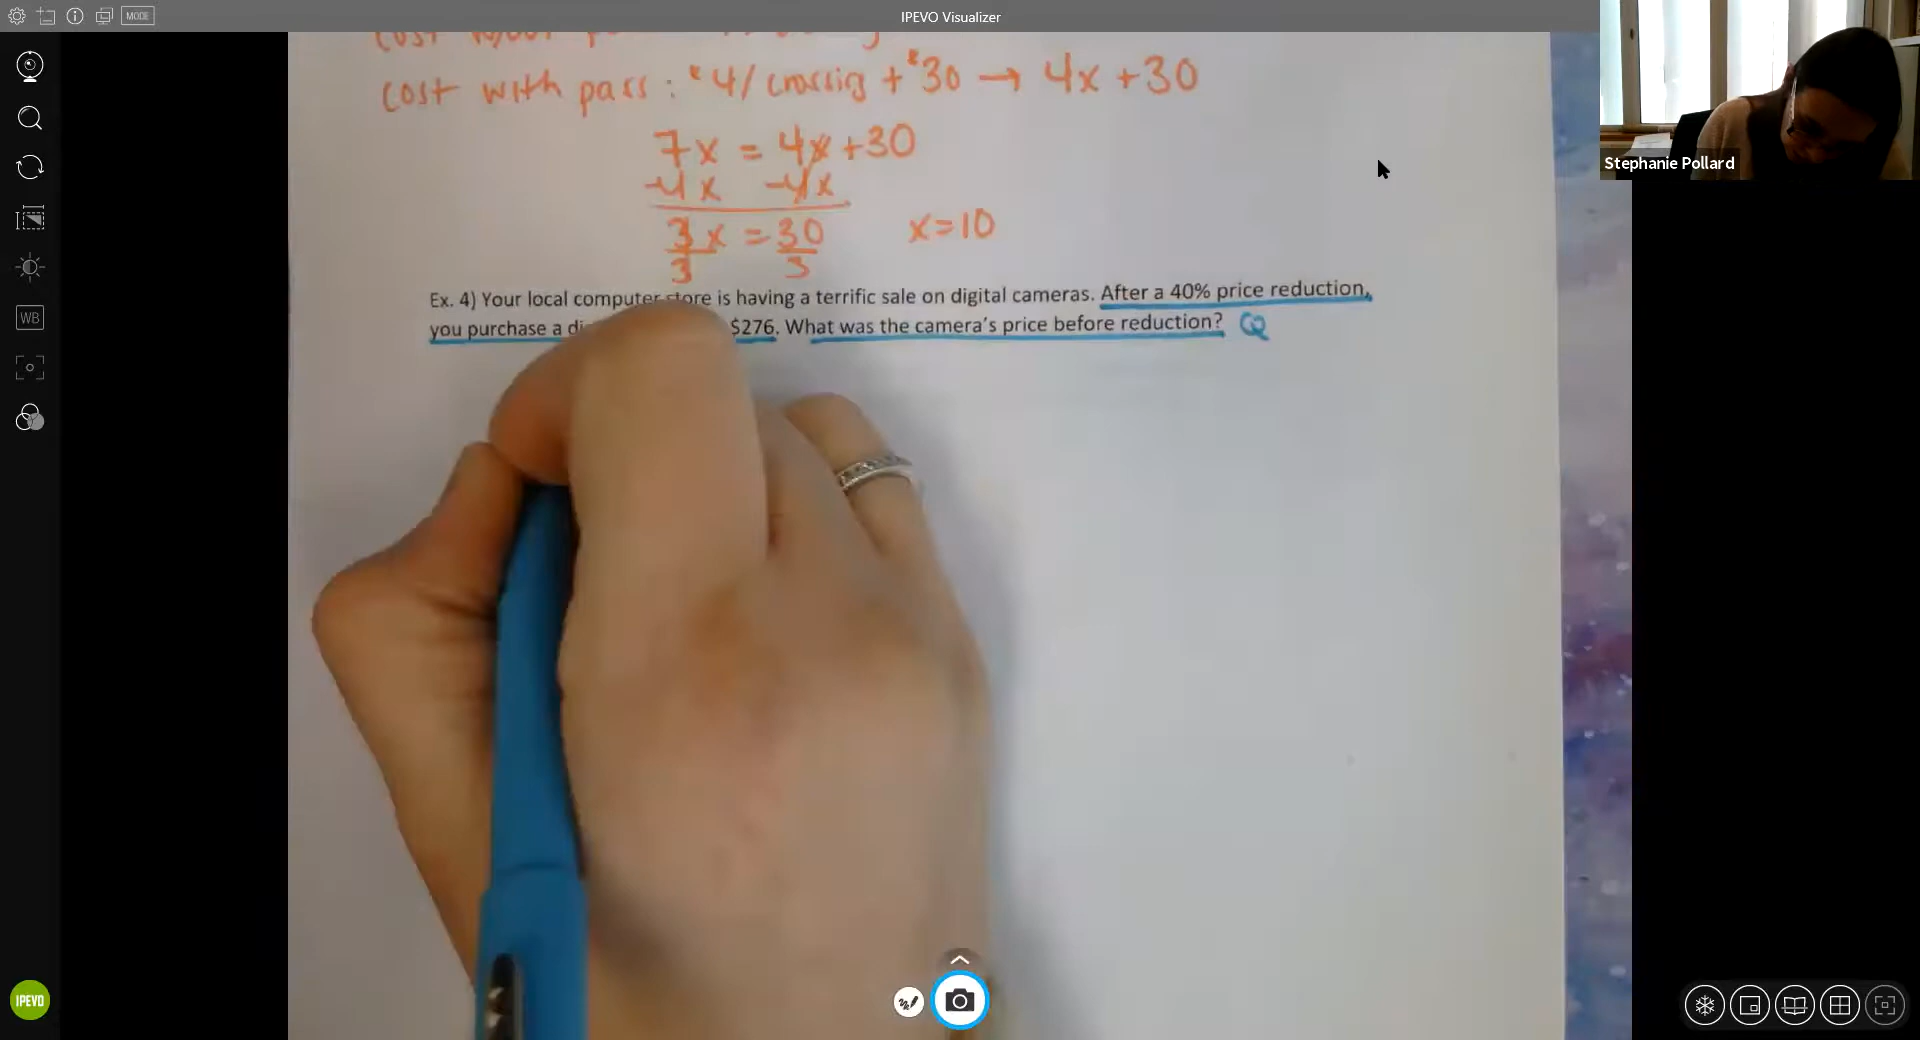 MODE
IPEVO Visualizer
WB
IPEVO
Stephanie Pollard
cost with pass : $4/crossing + $30 → 4x + 30
7x = 4x + 30
-4x -4x
3x = 30 x = 10
3 3
Ex. 4) Your local computer store is having a terrific sale on digital cameras. After a 40% price reduction,
you purchase a $276. What was the camera's price before reduction? Q